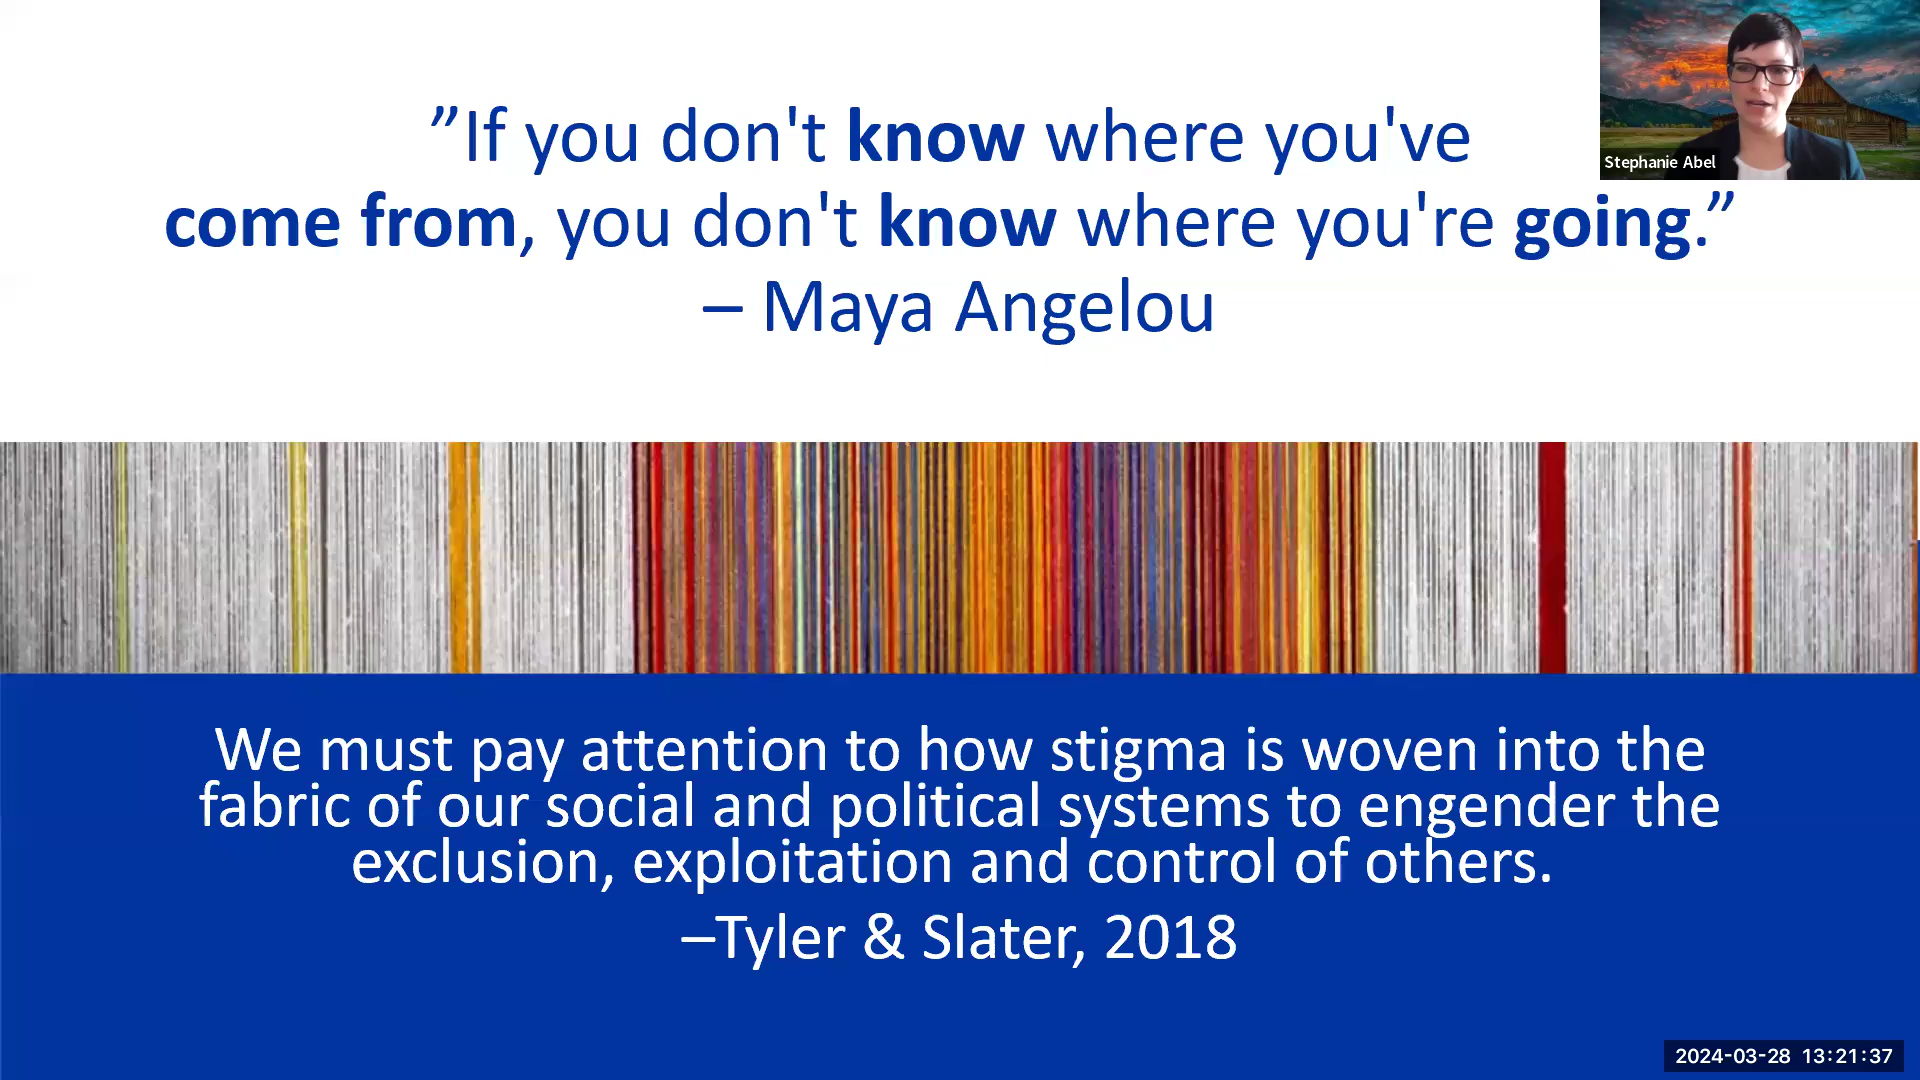 ”If you don't know where you've
come from, you don't know where you're going.”
– Maya Angelou
Stephanie Abel
We must pay attention to how stigma is woven into the
fabric of our social and political systems to engender the
exclusion, exploitation and control of others.
–Tyler & Slater, 2018
2024-03-28 13:21:37